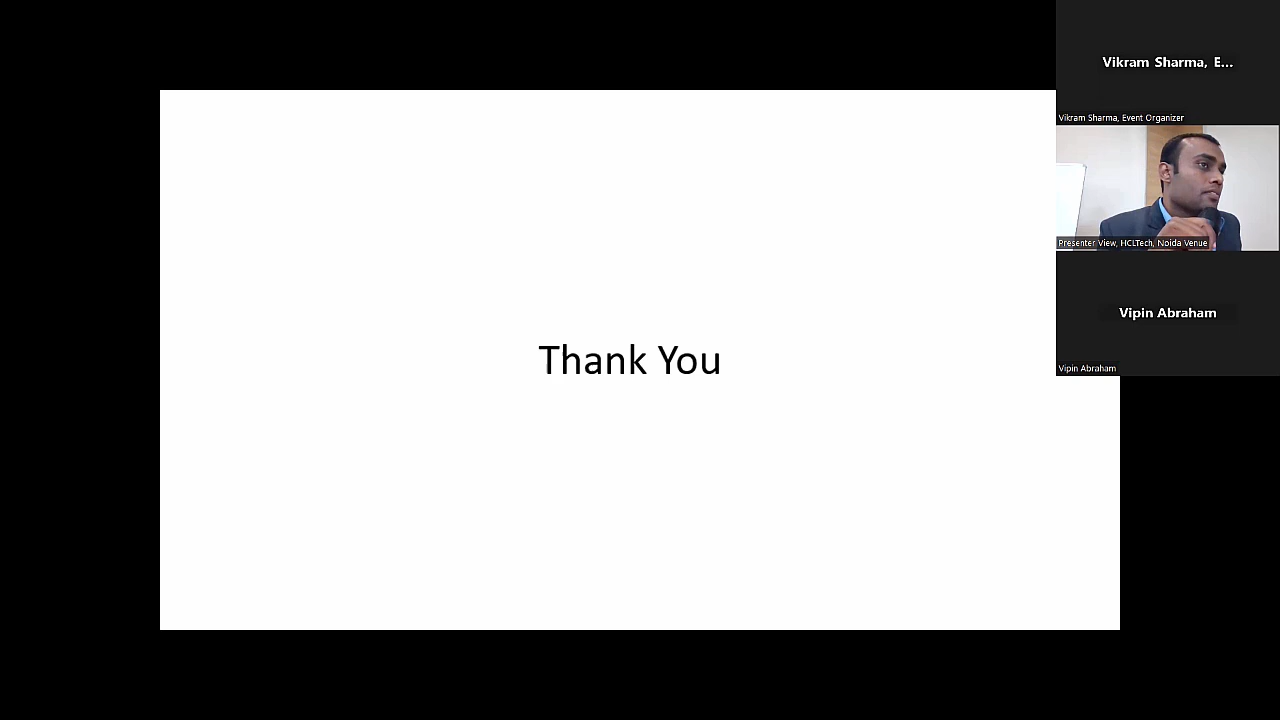 Thank You
Vikram Sharma, E...
Vikram Sharma, Event Organizer
Presenter View, HCLTech, Noida Venue
Vipin Abraham
Vipin Abraham